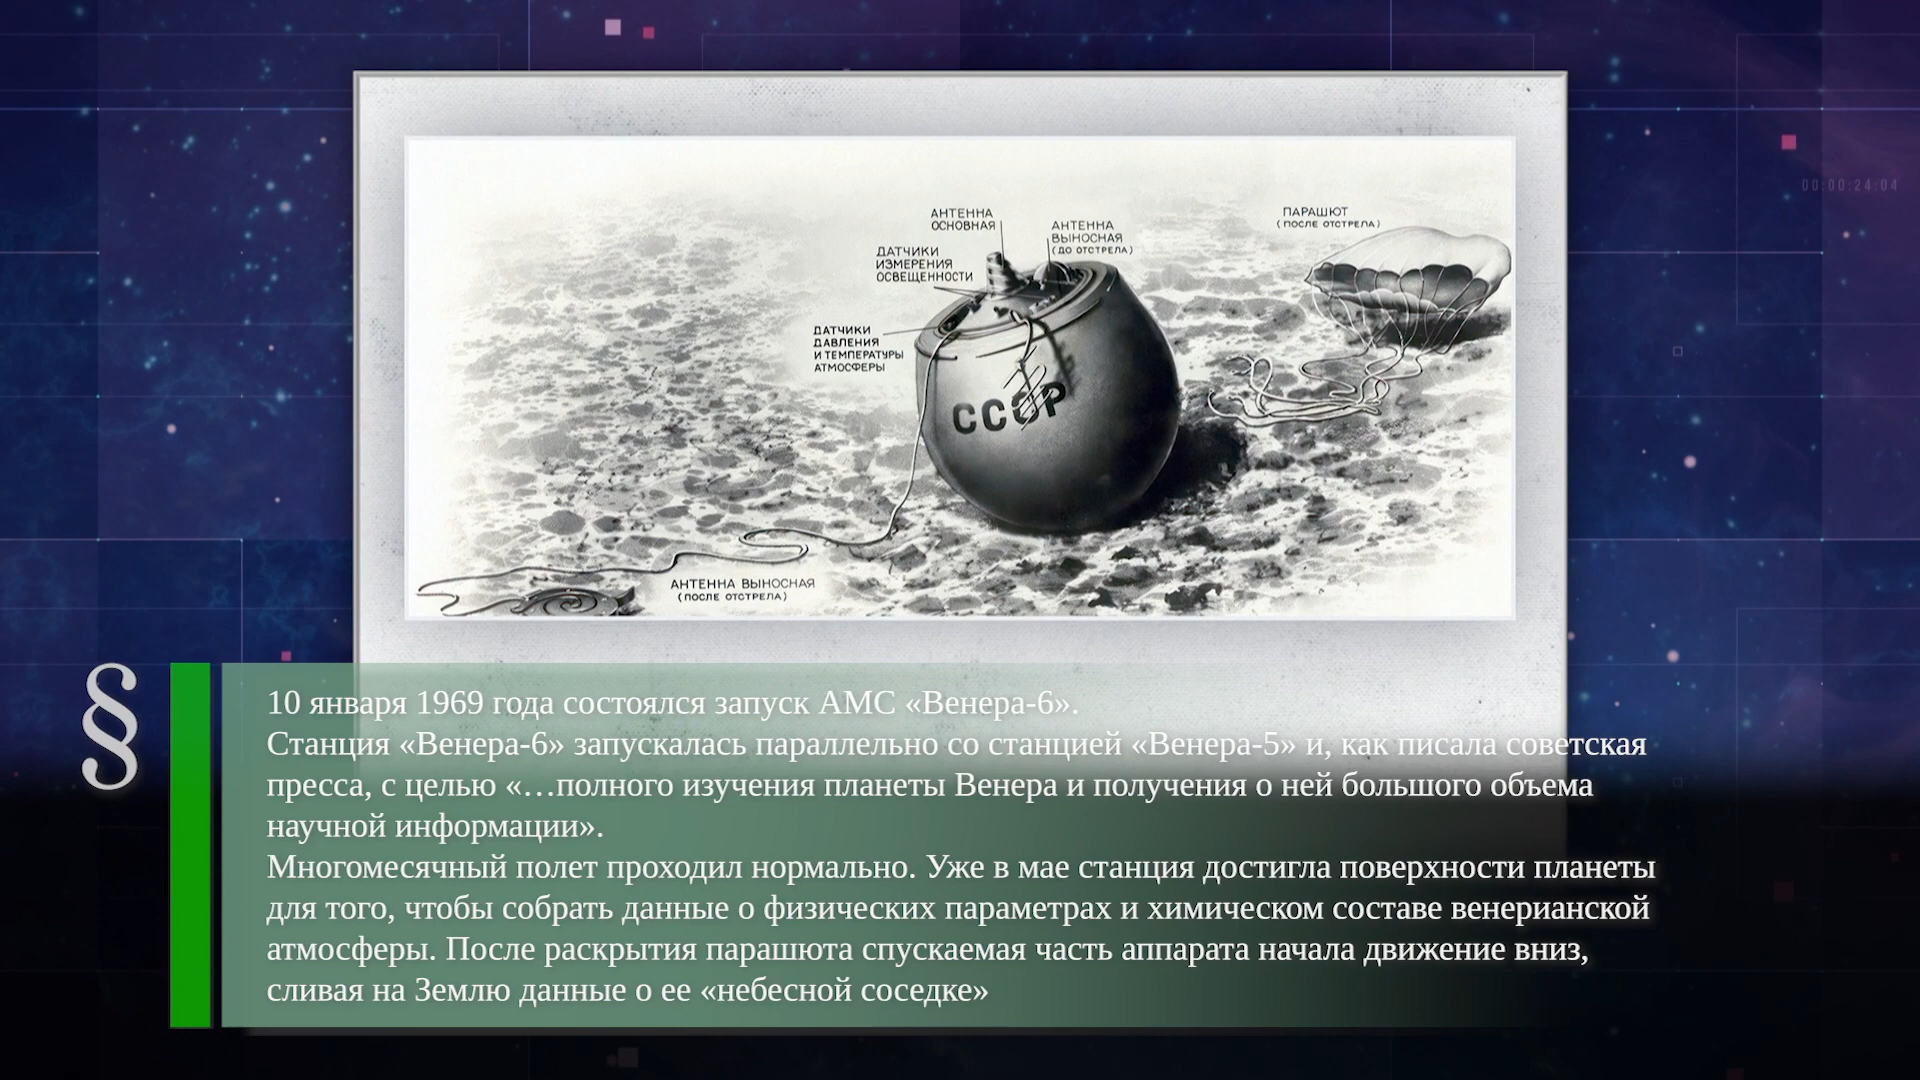 00:00:24:04
АНТЕННА
ОСНОВНАЯ
АНТЕННА
ВЫНОСНАЯ
(ДО ОТСТРЕЛА)
ПАРАШЮТ
(ПОСЛЕ ОТСТРЕЛА)
ДАТЧИКИ
ИЗМЕРЕНИЯ
ОСВЕЩЕННОСТИ
ДАТЧИКИ
ДАВЛЕНИЯ
И ТЕМПЕРАТУРЫ
АТМОСФЕРЫ
СССР
АНТЕННА ВЫНОСНАЯ
(ПОСЛЕ ОТСТРЕЛА)
§
10 января 1969 года состоялся запуск АМС «Венера-6».
Станция «Венера-6» запускалась параллельно со станцией «Венера-5» и, как писала советская
пресса, с целью «…полного изучения планеты Венера и получения о ней большого объема
научной информации».
Многомесячный полет проходил нормально. Уже в мае станция достигла поверхности планеты
для того, чтобы собрать данные о физических параметрах и химическом составе венерианской
атмосферы. После раскрытия парашюта спускаемая часть аппарата начала движение вниз,
сливая на Землю данные о ее «небесной соседке»